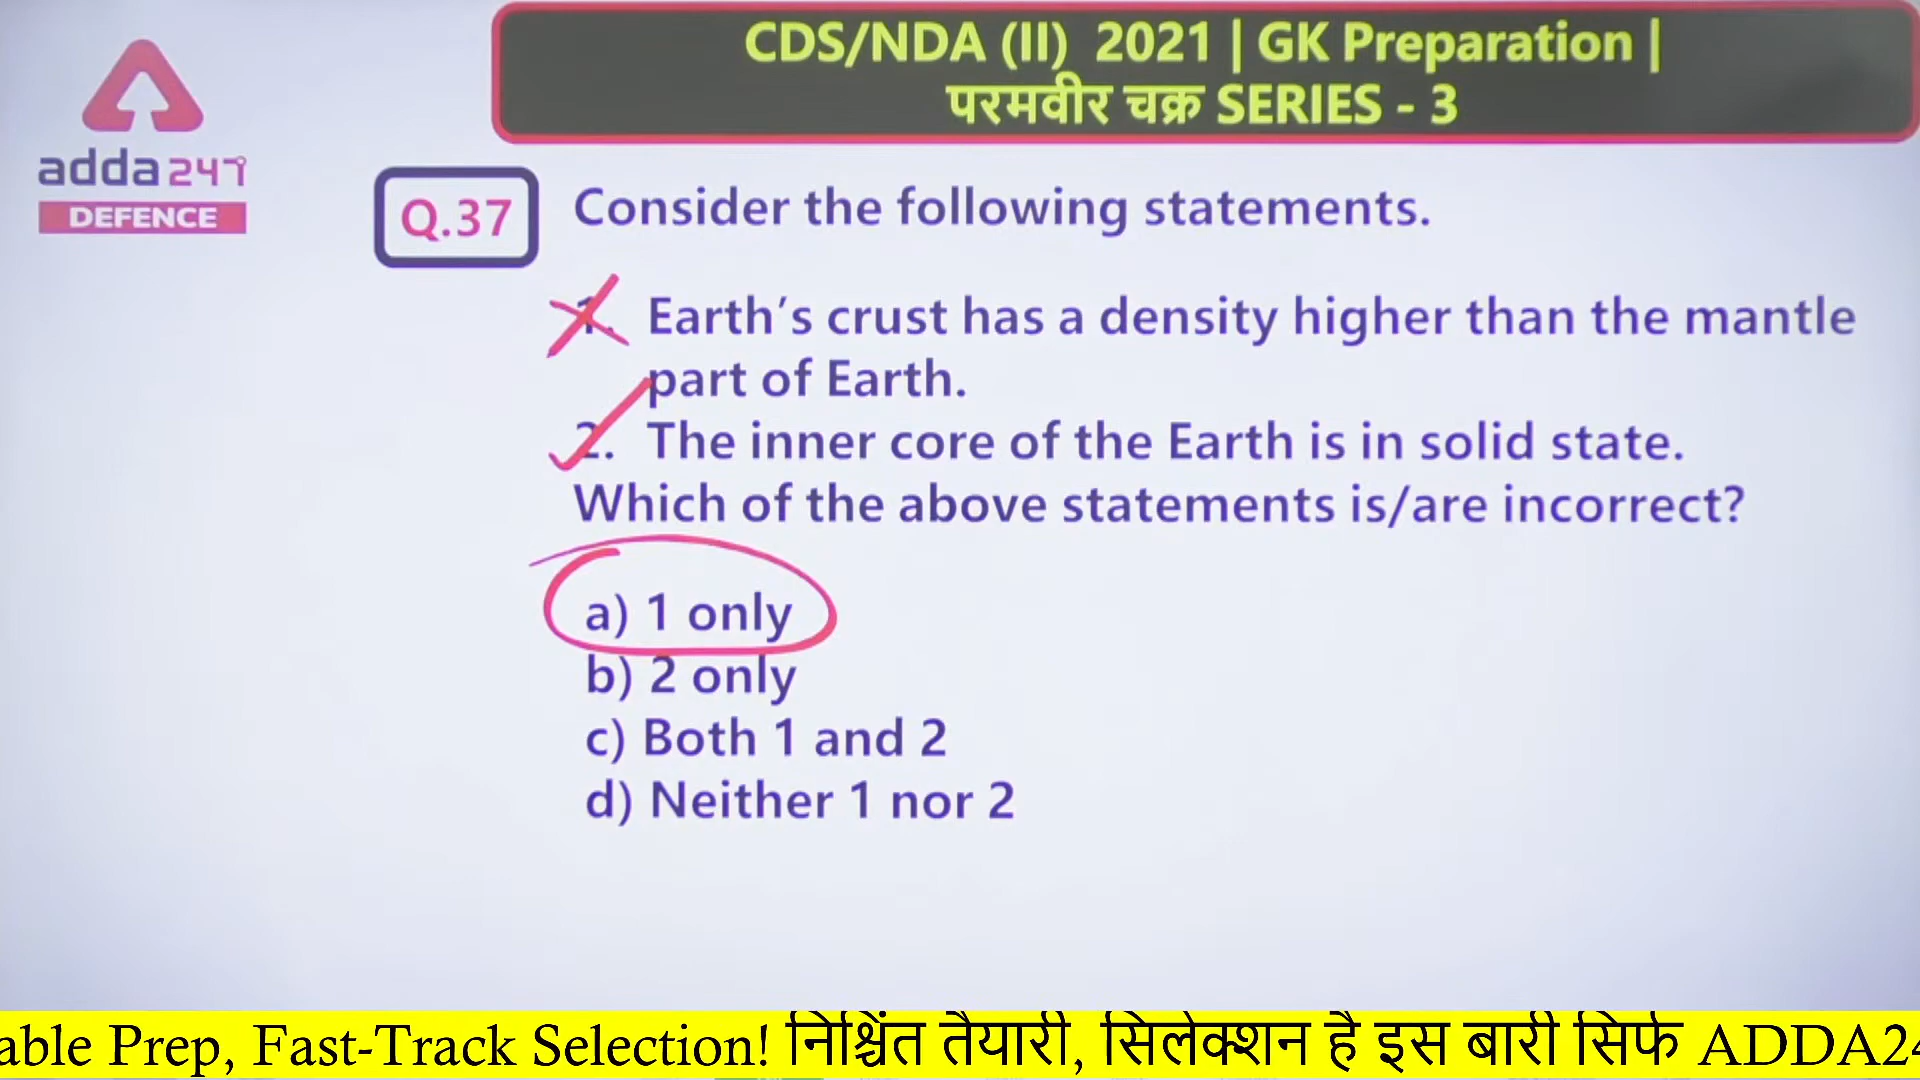 CDS/NDA (II) 2021 | GK Preparation |
परमवीर चक्र SERIES - 3
adda 247
DEFENCE
Q.37 Consider the following statements.
1. Earth's crust has a density higher than the mantle
part of Earth.
2. The inner core of the Earth is in solid state.
Which of the above statements is/are incorrect?
a) 1 only
b) 2 only
c) Both 1 and 2
d) Neither 1 nor 2
able Prep, Fast-Track Selection! निश्चिंत तैयारी, सिलेक्शन है इस बारी सिर्फ ADDA24